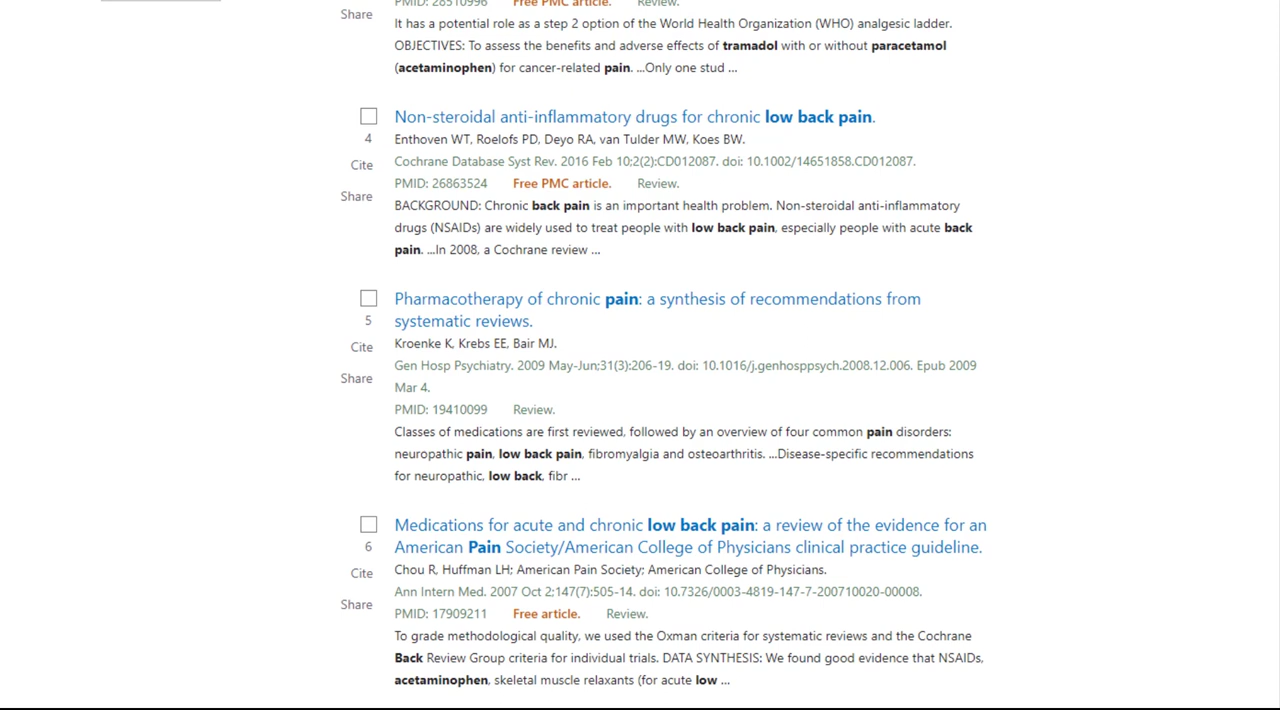 PMID: 28510996 Free PMC article. Review.
Share
It has a potential role as a step 2 option of the World Health Organization (WHO) analgesic ladder.
OBJECTIVES: To assess the benefits and adverse effects of tramadol with or without paracetamol
(acetaminophen) for cancer-related pain. ...Only one stud ...
Non-steroidal anti-inflammatory drugs for chronic low back pain.
4
Enthoven WT, Roelofs PD, Deyo RA, van Tulder MW, Koes BW.
Cite
Cochrane Database Syst Rev. 2016 Feb 10;2(2):CD012087. doi: 10.1002/14651858.CD012087.
PMID: 26863524 Free PMC article. Review.
Share
BACKGROUND: Chronic back pain is an important health problem. Non-steroidal anti-inflammatory
drugs (NSAIDs) are widely used to treat people with low back pain, especially people with acute back
pain. ...In 2008, a Cochrane review ...
Pharmacotherapy of chronic pain: a synthesis of recommendations from
systematic reviews.
5
Kroenke K, Krebs EE, Bair MJ.
Cite
Gen Hosp Psychiatry. 2009 May-Jun;31(3):206-19. doi: 10.1016/j.genhosppsych.2008.12.006. Epub 2009
Mar 4.
Share
PMID: 19410099 Review.
Classes of medications are first reviewed, followed by an overview of four common pain disorders:
neuropathic pain, low back pain, fibromyalgia and osteoarthritis. ...Disease-specific recommendations
for neuropathic, low back, fibr ...
Medications for acute and chronic low back pain: a review of the evidence for an
American Pain Society/American College of Physicians clinical practice guideline.
6
Chou R, Huffman LH; American Pain Society; American College of Physicians.
Cite
Ann Intern Med. 2007 Oct 2;147(7):505-14. doi: 10.7326/0003-4819-147-7-200710020-00008.
Share
PMID: 17909211 Free article. Review.
To grade methodological quality, we used the Oxman criteria for systematic reviews and the Cochrane
Back Review Group criteria for individual trials. DATA SYNTHESIS: We found good evidence that NSAIDs,
acetaminophen, skeletal muscle relaxants (for acute low ...